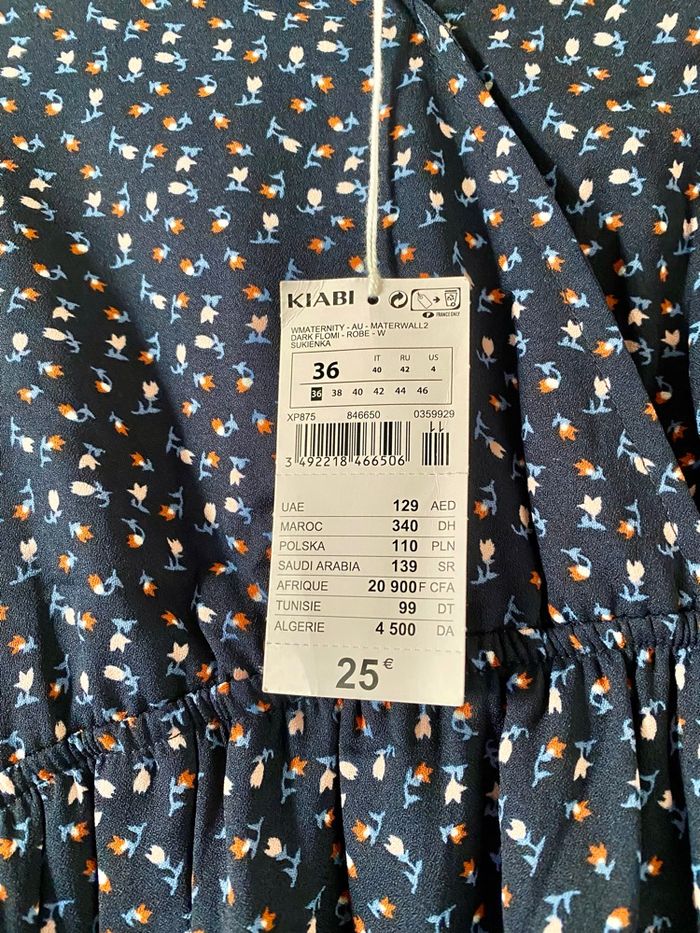 KIABI
FRANCE ONLY
WMATERNITY - AU - MATERWALL2
DARK FLOMI - ROBE - W
SUKIENKA
36 IT RU US
40 42 4
36 38 40 42 44 46
XP875 846650 0359929
3 492218 466506
UAE 129 AED
MAROC 340 DH
POLSKA 110 PLN
SAUDI ARABIA 139 SR
AFRIQUE 20 900 F CFA
TUNISIE 99 DT
ALGERIE 4 500 DA
25 €